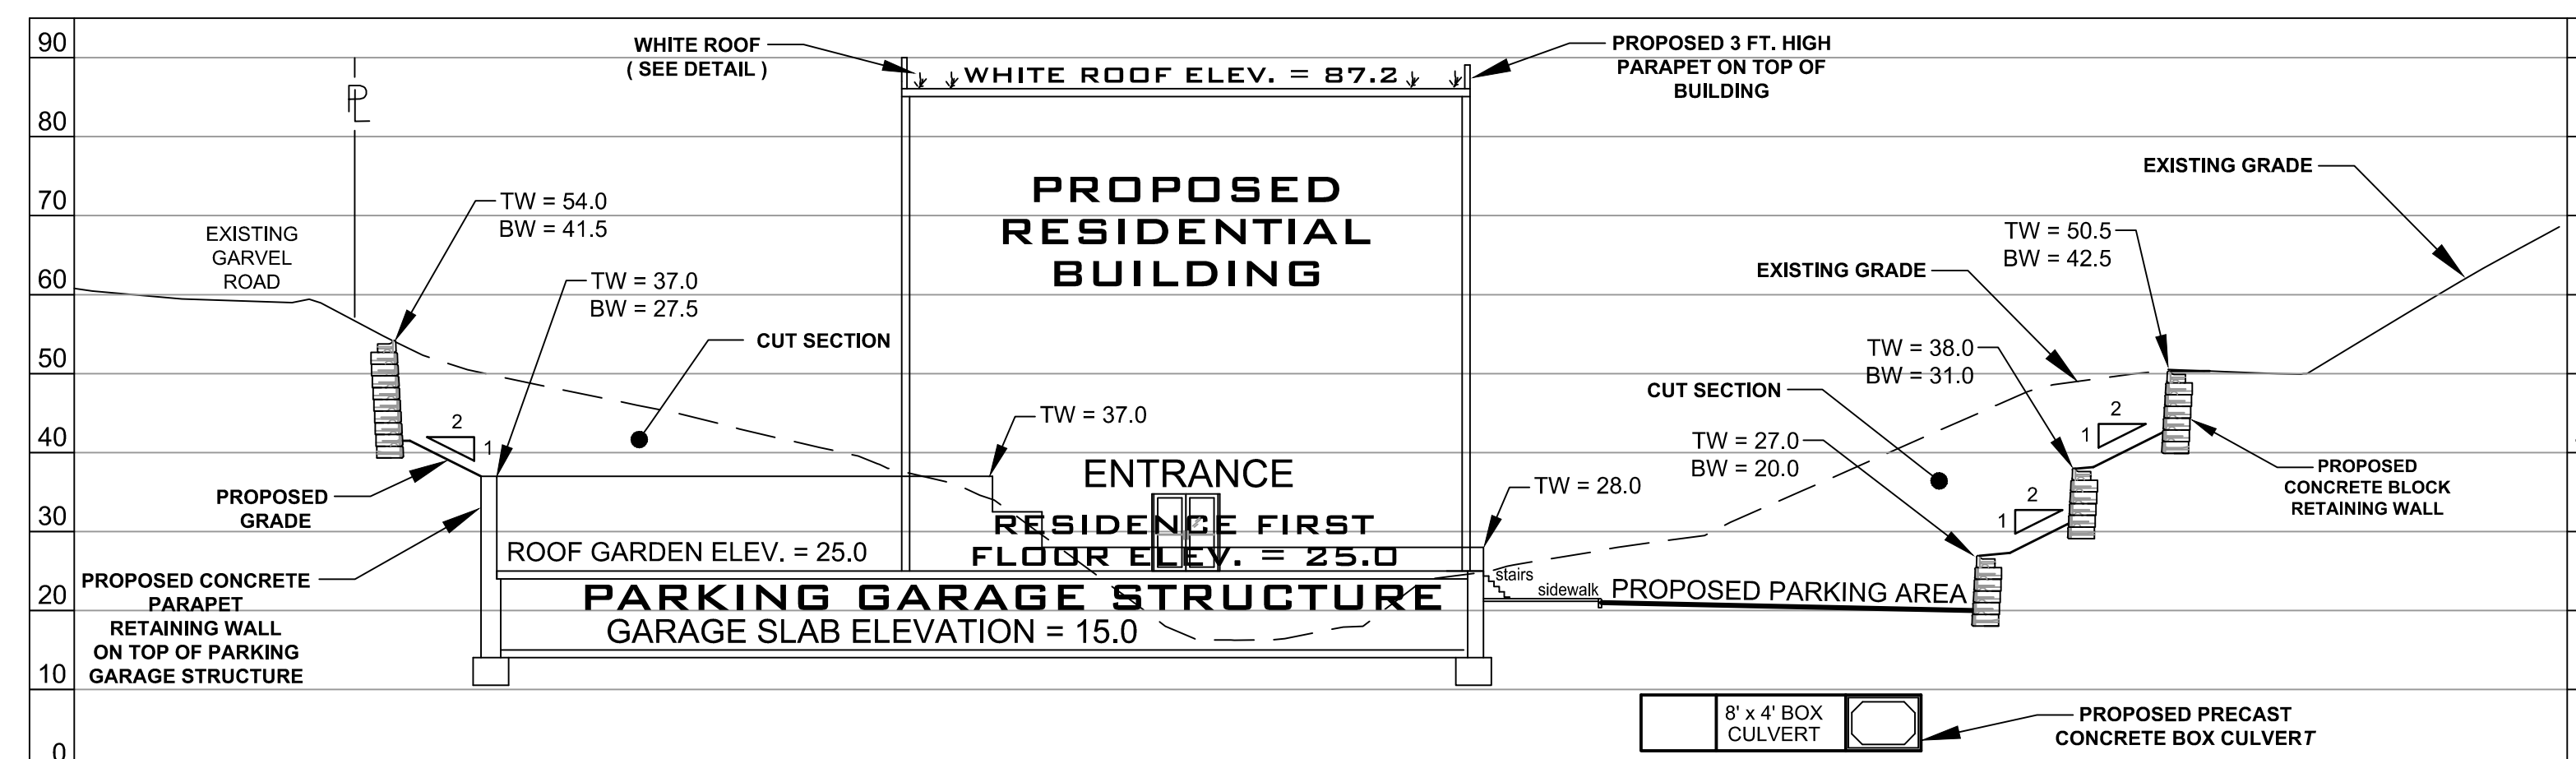 90
80
70
60
50
40
30
20
10
0
WHITE ROOF
( SEE DETAIL )
WHITE ROOF ELEV. = 87.2
PROPOSED 3 FT. HIGH
PARAPET ON TOP OF
BUILDING
PL
EXISTING
GARVEL
ROAD
TW = 54.0
BW = 41.5
TW = 37.0
BW = 27.5
CUT SECTION
PROPOSED
RESIDENTIAL
BUILDING
EXISTING GRADE
TW = 50.5
BW = 42.5
EXISTING GRADE
TW = 38.0
BW = 31.0
CUT SECTION
TW = 27.0
BW = 20.0
2
1
2
1
2
1
PROPOSED
GRADE
TW = 37.0
ENTRANCE
TW = 28.0
PROPOSED
CONCRETE BLOCK
RETAINING WALL
RESIDENCE FIRST
FLOOR ELEV. = 25.0
ROOF GARDEN ELEV. = 25.0
PROPOSED CONCRETE
PARAPET
RETAINING WALL
ON TOP OF PARKING
GARAGE STRUCTURE
PARKING GARAGE STRUCTURE
GARAGE SLAB ELEVATION = 15.0
stairs
sidewalk
PROPOSED PARKING AREA
8' x 4' BOX
CULVERT
PROPOSED PRECAST
CONCRETE BOX CULVERT